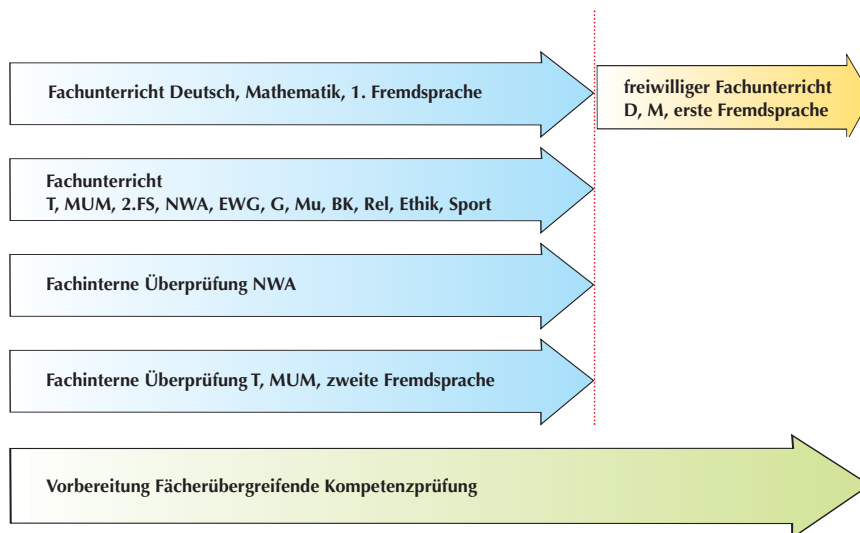 Fachunterricht Deutsch, Mathematik, 1. Fremdsprache
freiwilliger Fachunterricht
D, M, erste Fremdsprache
Fachunterricht
T, MUM, 2.FS, NWA, EWG, G, Mu, BK, Rel, Ethik, Sport
Fachinterne Überprüfung NWA
Fachinterne Überprüfung T, MUM, zweite Fremdsprache
Vorbereitung Fächerübergreifende Kompetenzprüfung